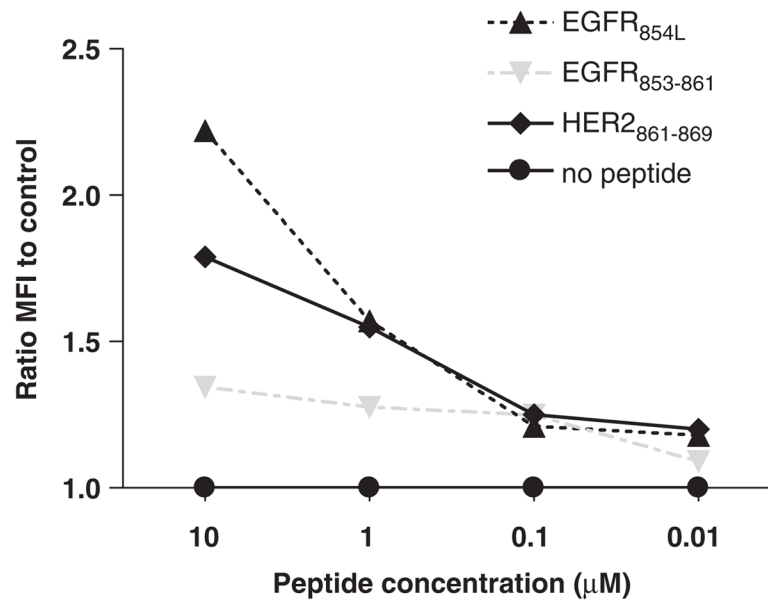 EGFR854L
EGFR853-861
HER2861-869
no peptide
2.5
2.0
1.5
1.0
Ratio MFI to control
10 1 0.1 0.01
Peptide concentration (μM)